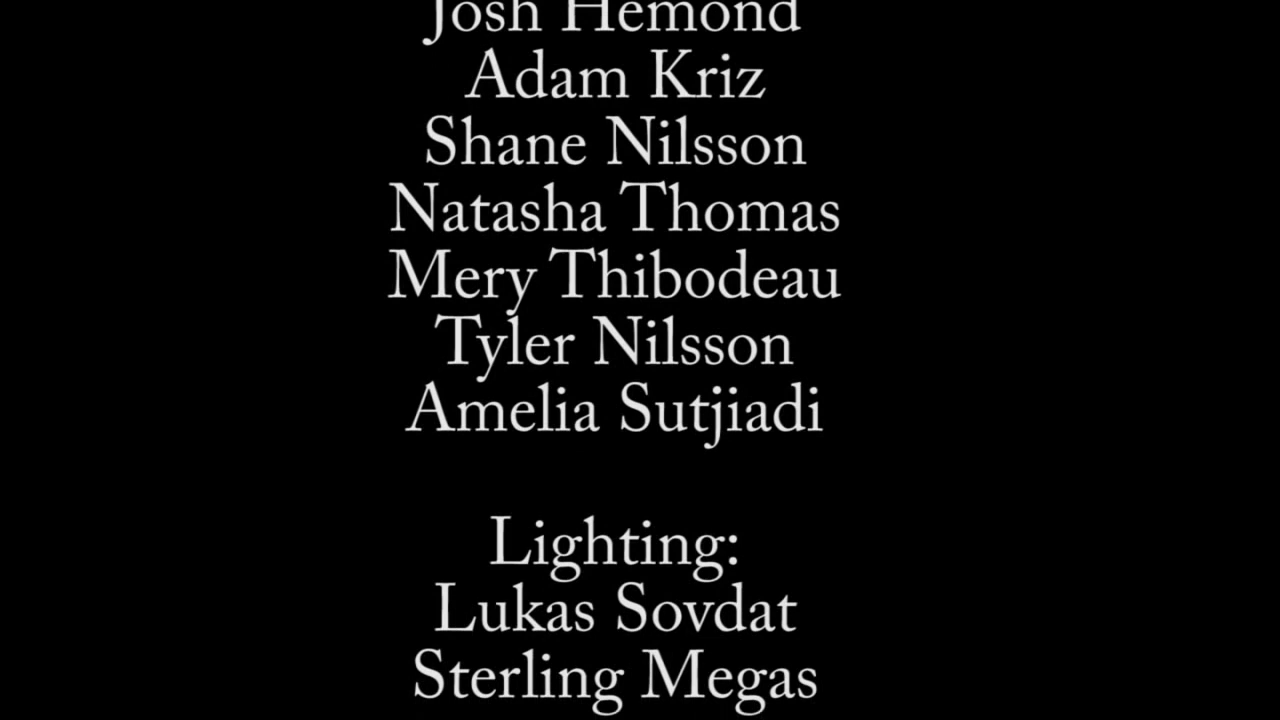 Josh Hemond
Adam Kriz
Shane Nilsson
Natasha Thomas
Mery Thibodeau
Tyler Nilsson
Amelia Sutjiadi
Lighting:
Lukas Sovdat
Sterling Megas